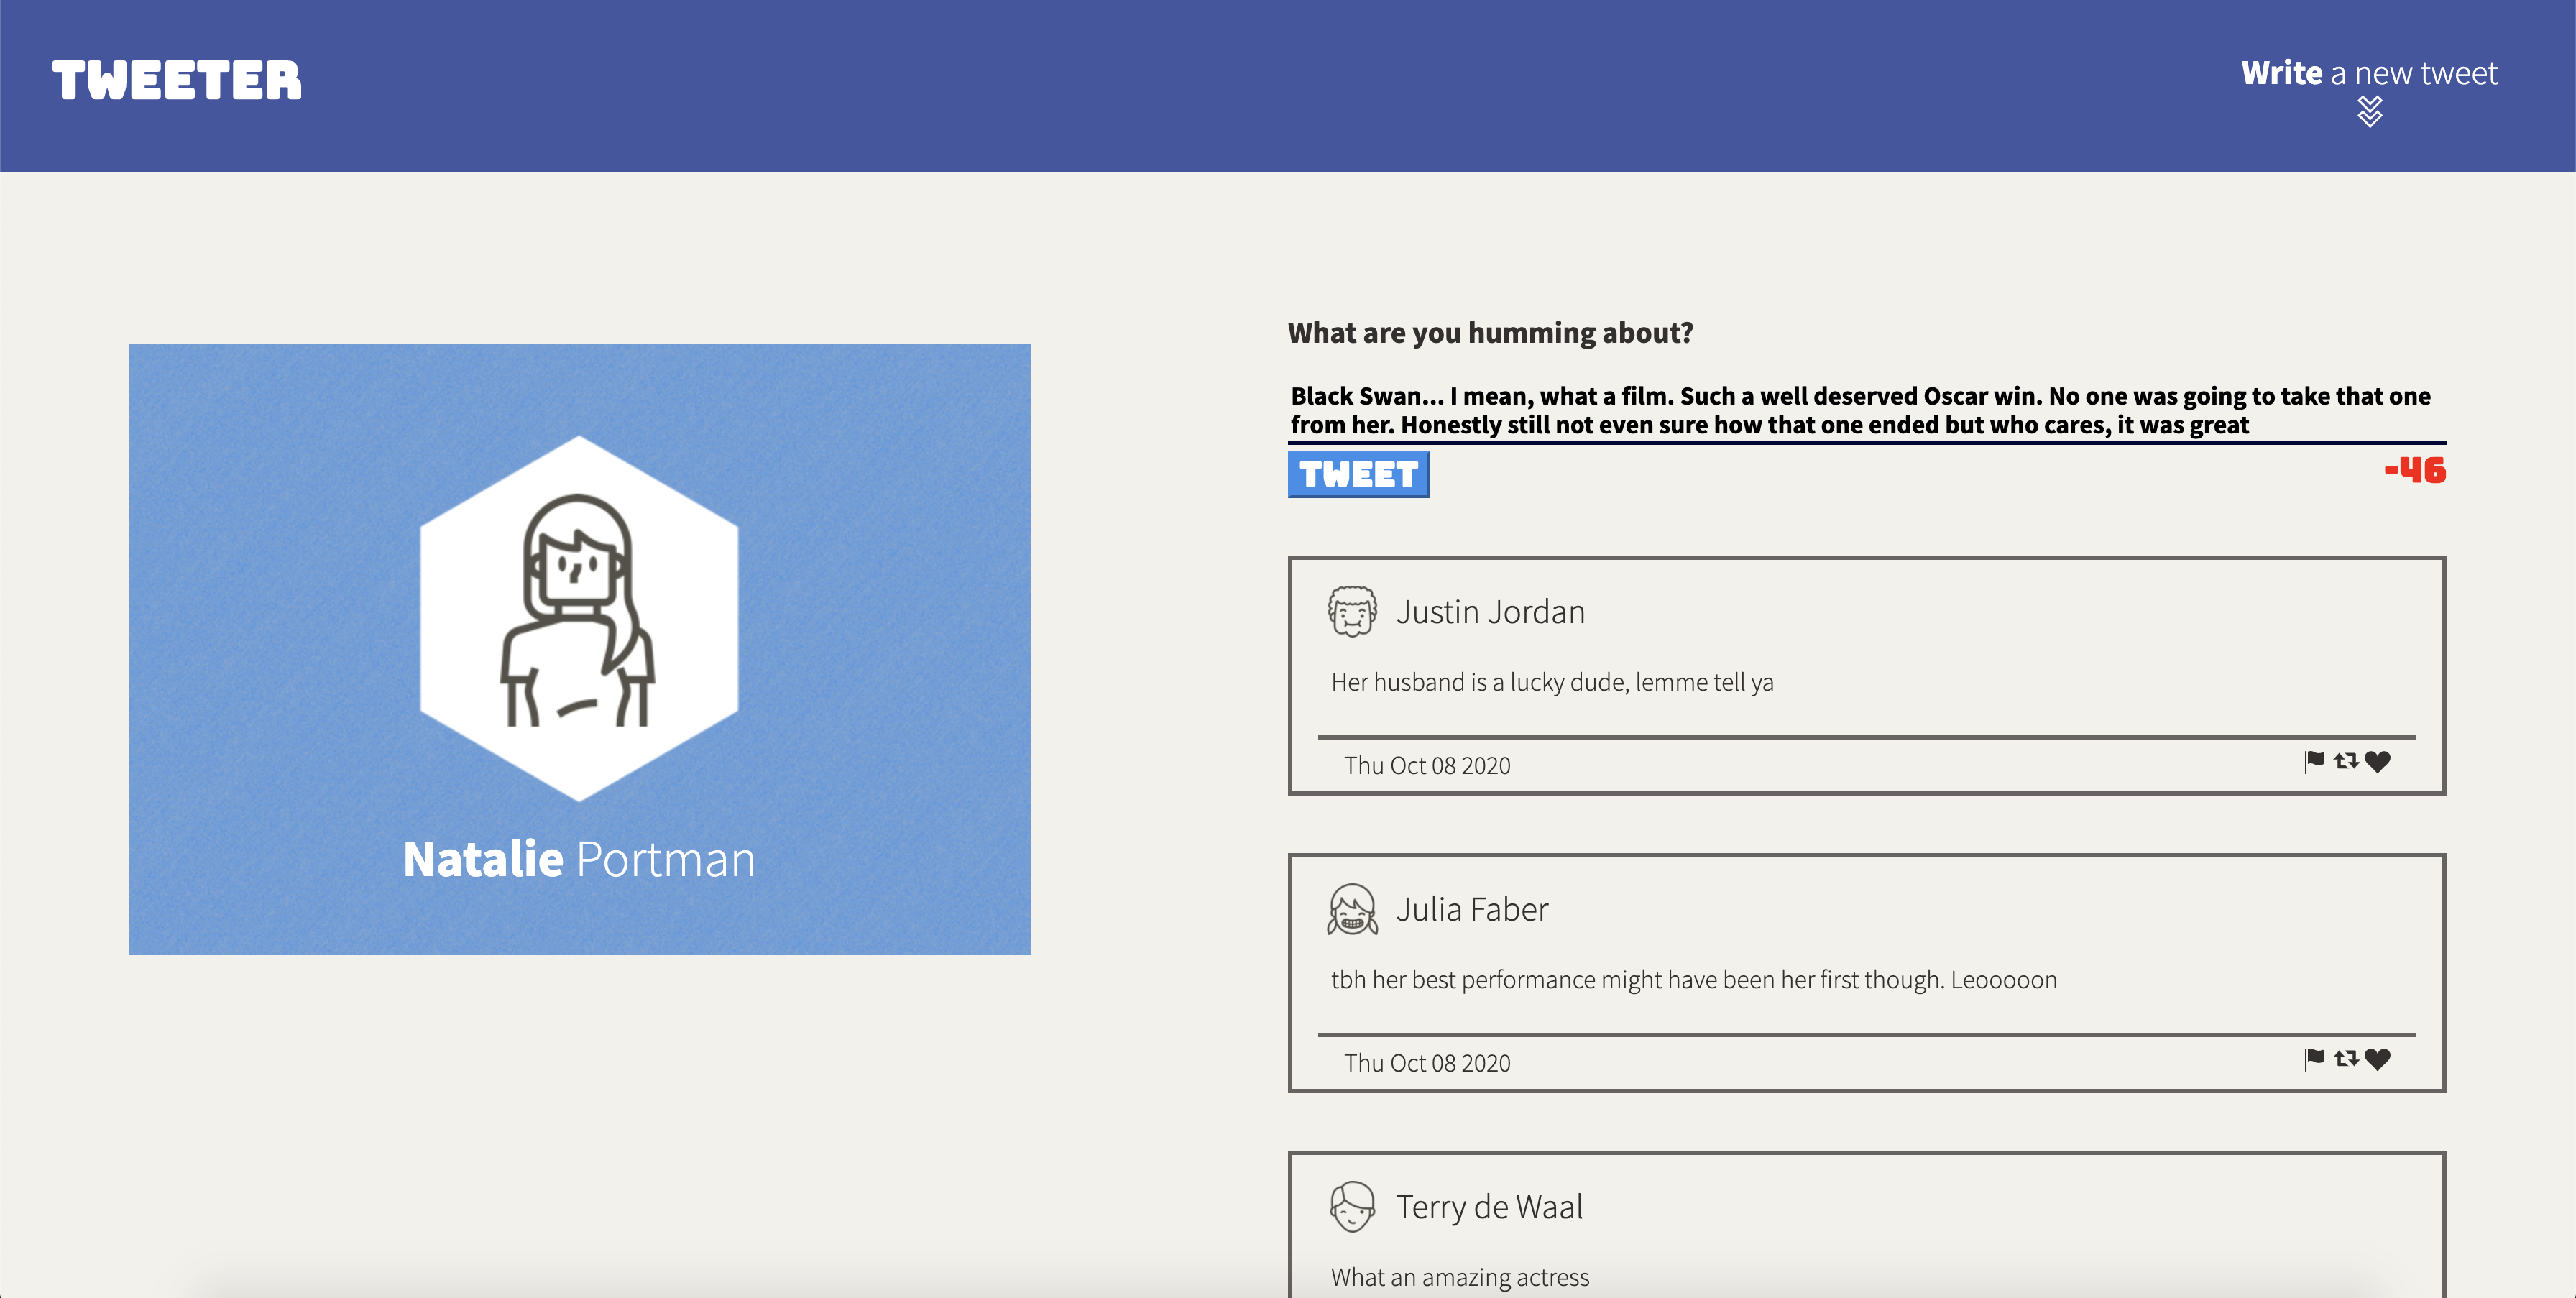 TWEETER
Write a new tweet
Natalie Portman
What are you humming about?
Black Swan... I mean, what a film. Such a well deserved Oscar win. No one was going to take that one
from her. Honestly still not even sure how that one ended but who cares, it was great
TWEET
-46
Justin Jordan
Her husband is a lucky dude, lemme tell ya
Thu Oct 08 2020
Julia Faber
tbh her best performance might have been her first though. Leooooon
Thu Oct 08 2020
Terry de Waal
What an amazing actress